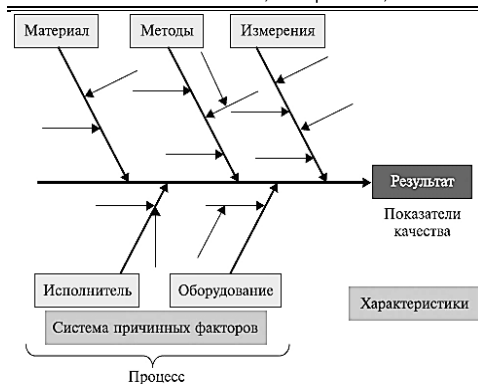 Материал
Методы
Измерения
Результат
Показатели
качества
Исполнитель
Оборудование
Характеристики
Система причинных факторов
Процесс